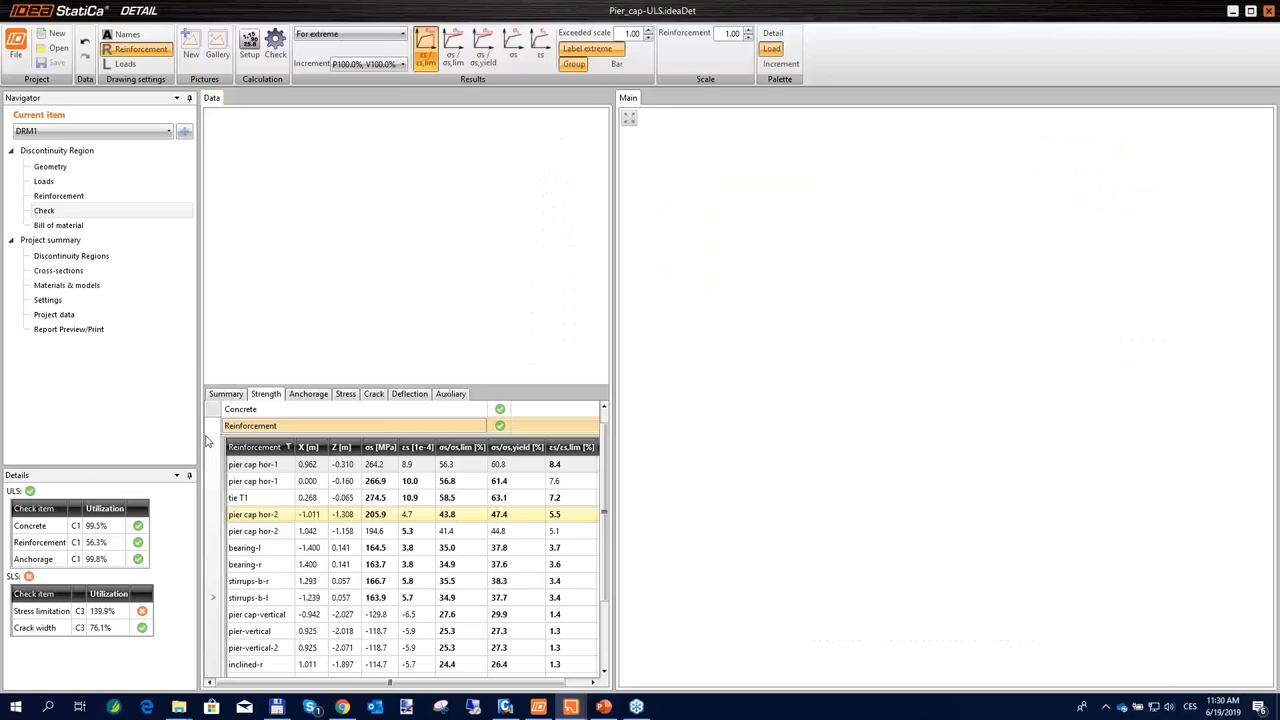 IDEA StatiCa® DETAIL
Pier_cap-ULS.ideaDet
File
New
Open
Save
Project
Data
Names
Reinforcement
Loads
Drawing settings
New
Gallery
Pictures
Setup
Check
Calculation
For extreme
Increment P100.0%, V100.0%
εs / εs,lim
σs,lim
σs,yield
σs
εs
Exceeded scale 1.00
Label extreme
Group Bar
Results
Reinforcement 1.00
Scale
Detail
Load
Increment
Palette
Navigator
Current item
DRM1
Discontinuity Region
Geometry
Loads
Reinforcement
Check
Bill of material
Project summary
Discontinuity Regions
Cross-sections
Materials & models
Settings
Project data
Report Preview/Print
Details
ULS:
Check item Utilization
Concrete C1 99.5%
Reinforcement C1 56.3%
Anchorage C1 99.8%
SLS:
Check item Utilization
Stress limitation C3 139.9%
Crack width C3 76.1%
Data
Summary Strength Anchorage Stress Crack Deflection Auxiliary
Concrete
Reinforcement
Reinforcement X [m] Z [m] σs [MPa] εs [1e-4] σs/σs,lim [%] σs/σs,yield [%] εs/εs,lim [%]
pier cap hor-1 0.962 -0.310 264.2 8.9 56.3 60.8 8.4
pier cap hor-1 0.000 -0.160 266.9 10.0 56.8 61.4 7.6
tie T1 0.268 -0.065 274.5 10.9 58.5 63.1 7.2
pier cap hor-2 -1.011 -1.308 205.9 4.7 43.8 47.4 5.5
pier cap hor-2 1.042 -1.158 194.6 5.3 41.4 44.8 5.1
bearing-l -1.400 0.141 164.5 3.8 35.0 37.8 3.7
bearing-r 1.400 0.141 163.7 3.8 34.9 37.6 3.6
stirrups-b-r 1.293 0.057 166.7 5.8 35.5 38.3 3.4
stirrups-b-l -1.239 0.057 163.9 5.7 34.9 37.7 3.4
pier cap-vertical -0.942 -2.027 -129.8 -6.5 27.6 29.9 1.4
pier-vertical 0.925 -2.018 -118.7 -5.9 25.3 27.3 1.3
pier-vertical-2 0.925 -2.071 -118.7 -5.9 25.3 27.3 1.3
inclined-r 1.011 -1.897 -114.7 -5.7 24.4 26.4 1.3
Main
CES
11:30 AM
6/19/2019